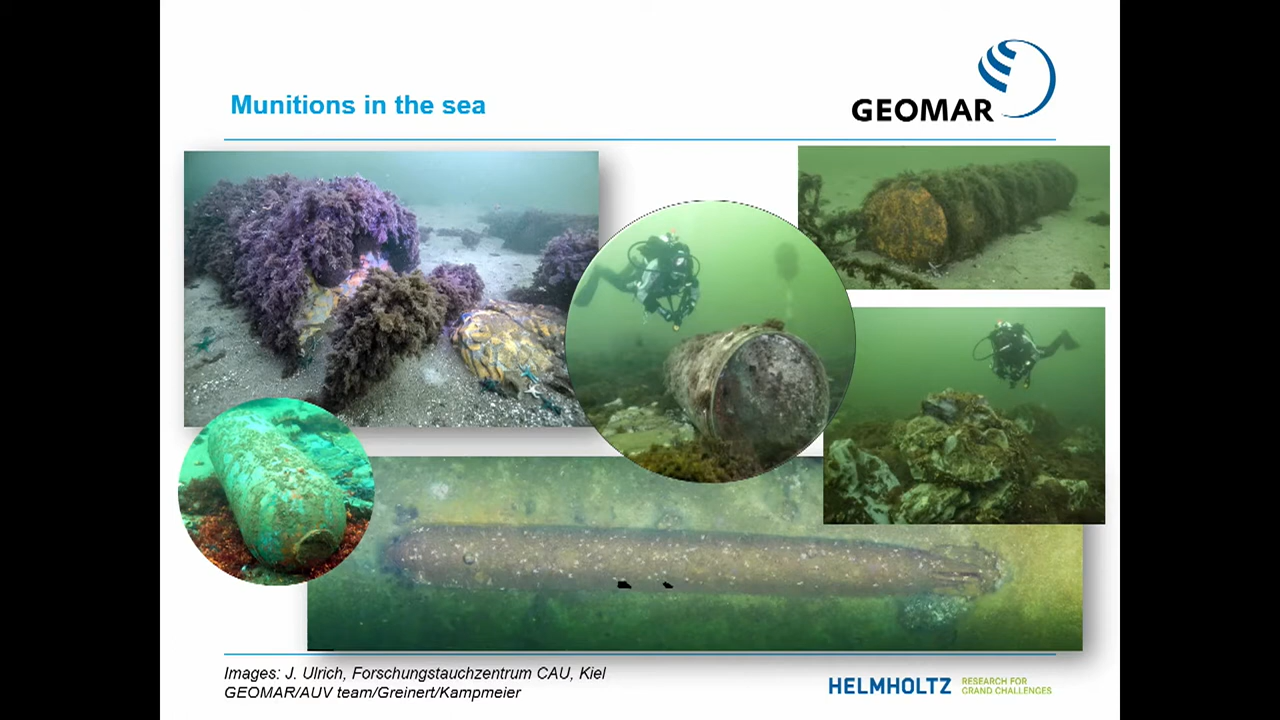 Munitions in the sea
GEOMAR
Images: J. Ulrich, Forschungstauchzentrum CAU, Kiel
GEOMAR/AUV team/Greinert/Kampmeier
HELMHOLTZ
RESEARCH FOR
GRAND CHALLENGES